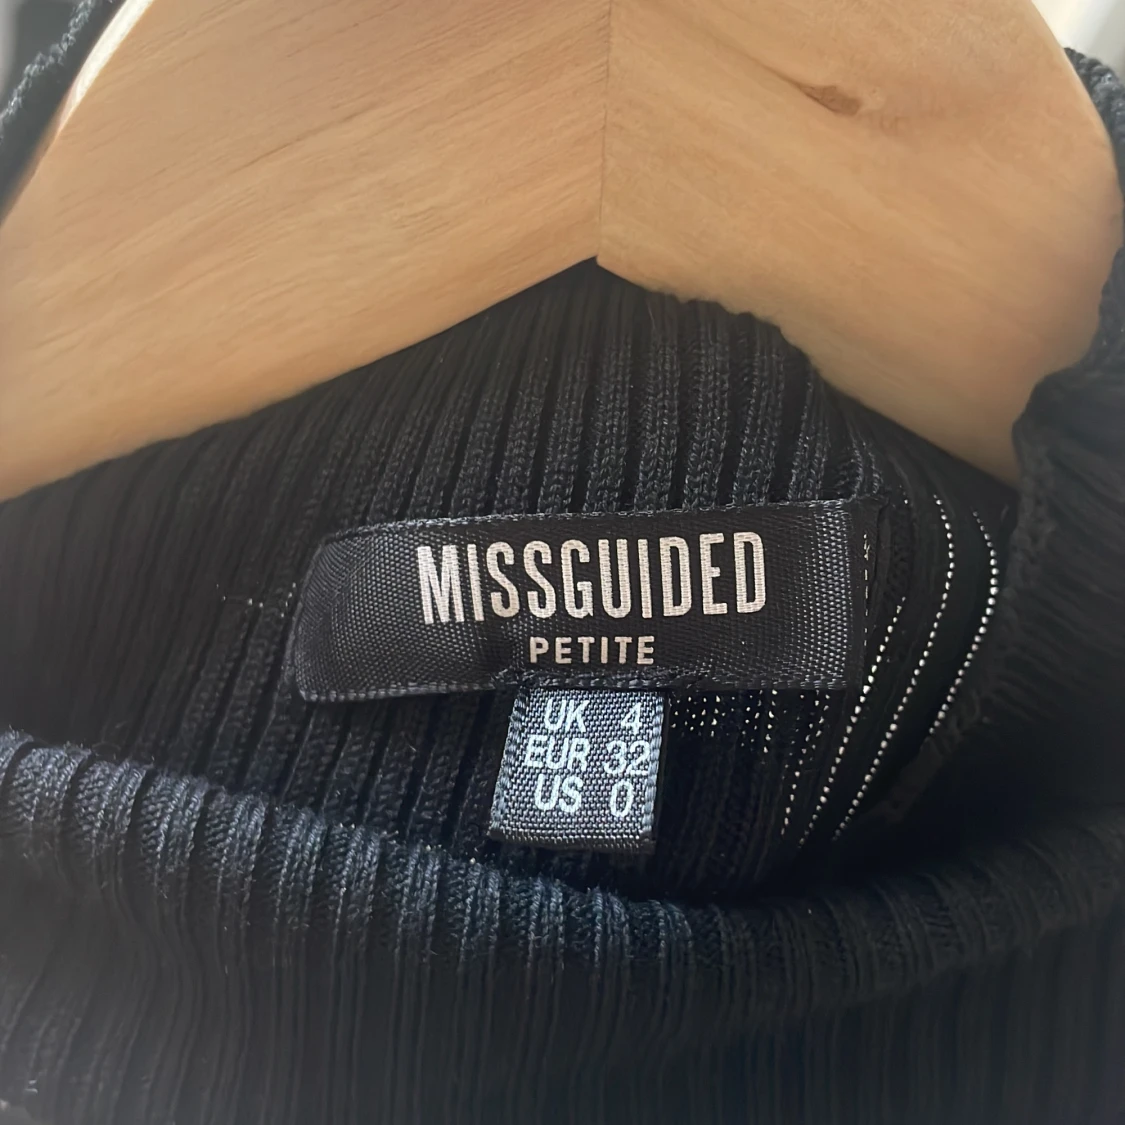 MISSGUIDED
PETITE
UK 4
EUR 32
US 0